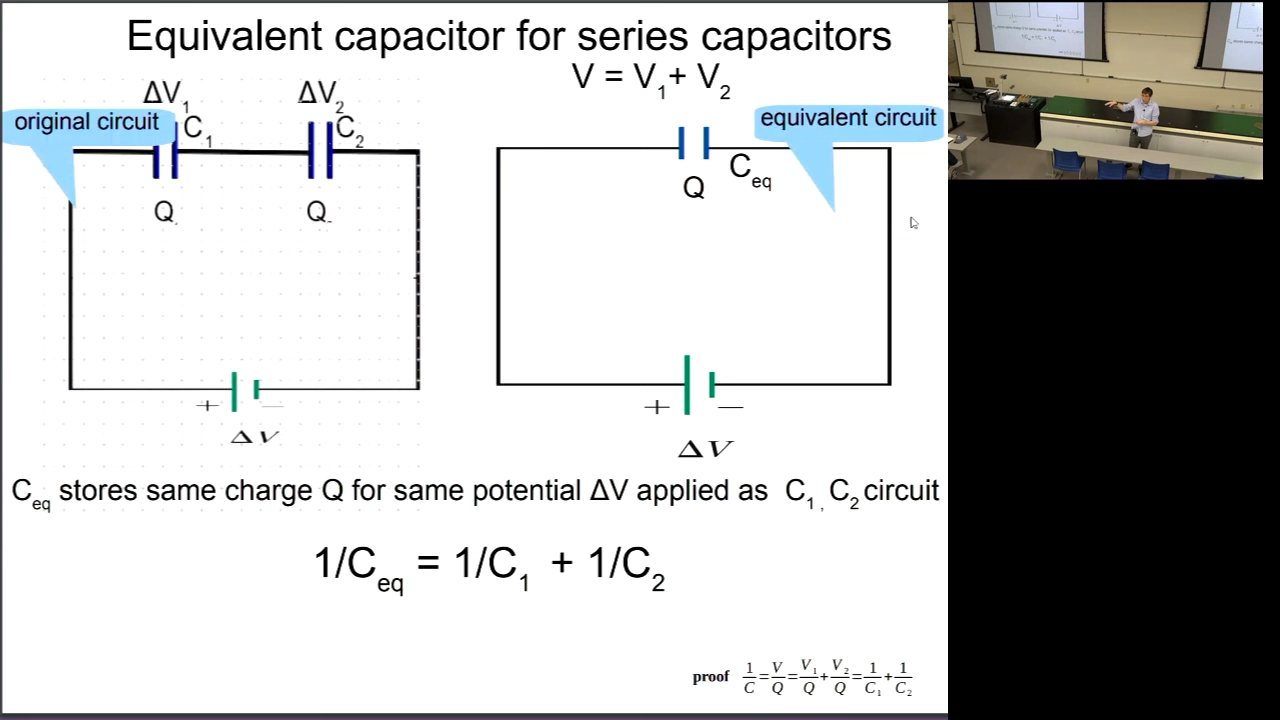 Equivalent capacitor for series capacitors
V = V₁ + V₂
ΔV₁ ΔV₂
original circuit C₁ C₂
equivalent circuit
Q Q
Q C_eq
+ −
ΔV
+ −
ΔV
C_eq stores same charge Q for same potential ΔV applied as C₁ , C₂ circuit
1/C_eq = 1/C₁ + 1/C₂
proof 1/C = V/Q = V₁/Q + V₂/Q = 1/C₁ + 1/C₂